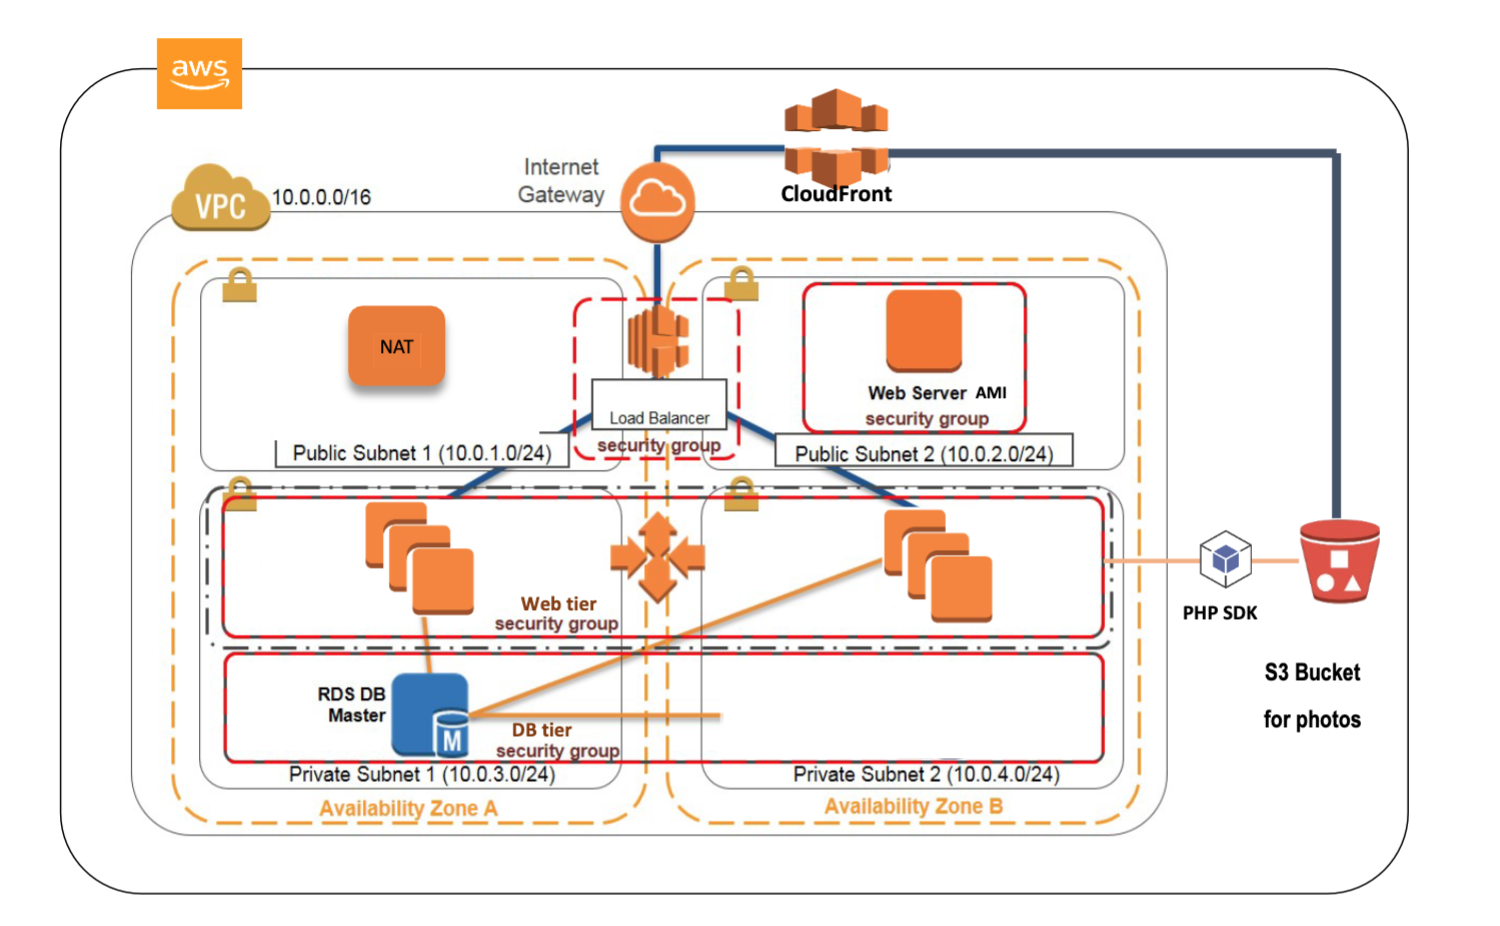 aws
Internet
Gateway
CloudFront
VPC
10.0.0.0/16
NAT
Load Balancer
security group
Web Server AMI
security group
Public Subnet 1 (10.0.1.0/24)
Public Subnet 2 (10.0.2.0/24)
Web tier
security group
PHP SDK
S3 Bucket
for photos
RDS DB
Master
M
DB tier
security group
Private Subnet 1 (10.0.3.0/24)
Private Subnet 2 (10.0.4.0/24)
Availability Zone A
Availability Zone B